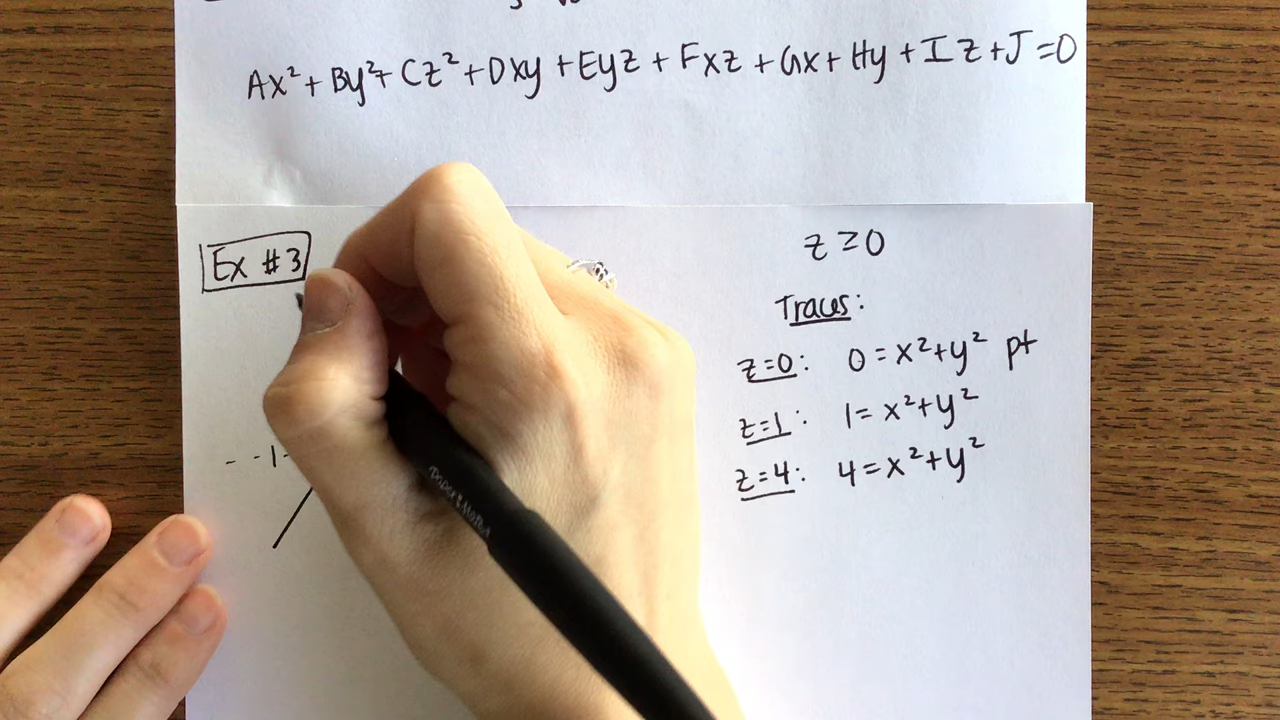 Ax² + By² + Cz² + Dxy + Eyz + Fxz + Gx + Hy + Iz + J = 0
Ex #3
z ≥ 0
Traces:
z=0: 0 = x² + y² pt
z=1: 1 = x² + y²
z=4: 4 = x² + y²
PaperMate